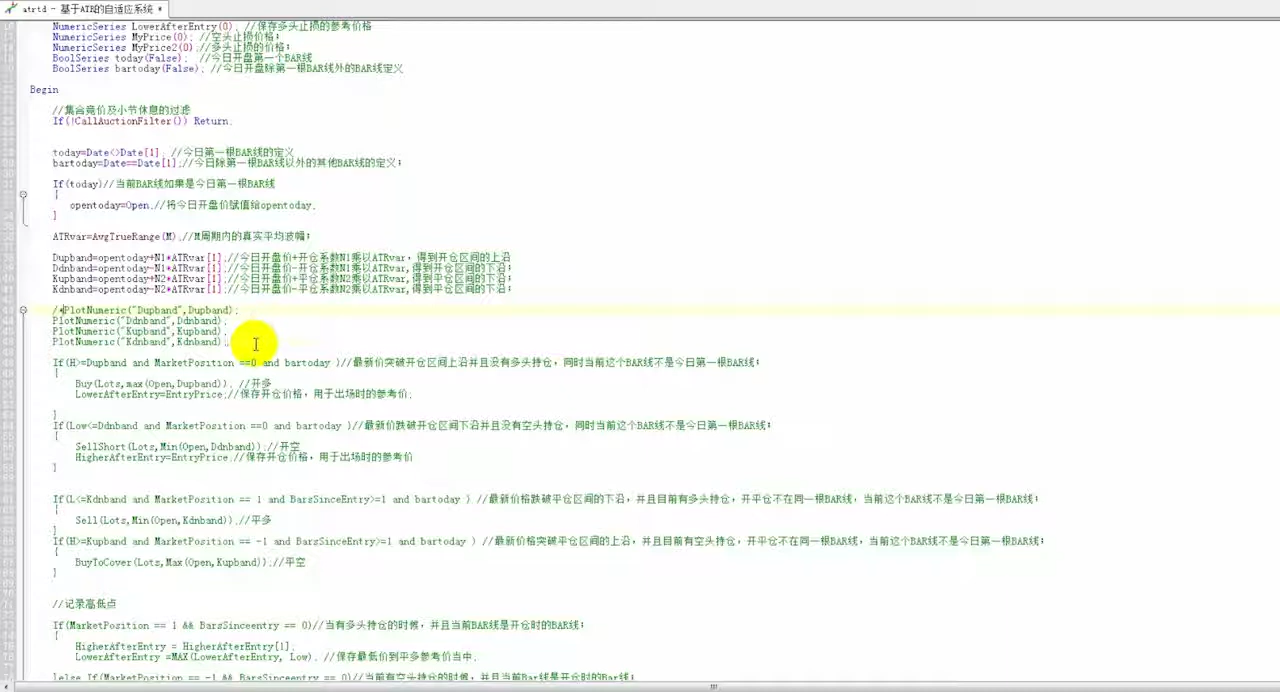 atrtd - 基于ATR的自适应系统 *
NumericSeries LowerAfterEntry(0); //保存多头止损的参考价格
NumericSeries MyPrice(0); //空头止损价格;
NumericSeries MyPrice2(0);//多头止损的价格;
BoolSeries today(False); //今日开盘第一个BAR线
BoolSeries bartoday(False); //今日开盘除第一根BAR线外的BAR线定义
Begin
//集合竞价及小节休息的过滤
If(!CallAuctionFilter()) Return;
today=Date<>Date[1]; //今日第一根BAR线的定义
bartoday=Date==Date[1];//今日除第一根BAR线以外的其他BAR线的定义;
If(today)//当前BAR线如果是今日第一根BAR线
{
opentoday=Open;//将今日开盘价赋值给opentoday;
}
ATRvar=AvgTrueRange(M);//M周期内的真实平均波幅;
Dupband=opentoday+N1*ATRvar[1];//今日开盘价+开仓系数N1乘以ATRvar, 得到开仓区间的上沿
Ddnband=opentoday-N1*ATRvar[1];//今日开盘价-开仓系数N1乘以ATRvar,得到开仓区间的下沿;
Kupband=opentoday+N2*ATRvar[1];//今日开盘价+平仓系数N2乘以ATRvar,得到平仓区间的下沿;
Kdnband=opentoday-N2*ATRvar[1];//今日开盘价-平仓系数N2乘以ATRvar,得到平仓区间的下沿;
/*PlotNumeric("Dupband",Dupband);
PlotNumeric("Ddnband",Ddnband);
PlotNumeric("Kupband",Kupband);
PlotNumeric("Kdnband",Kdnband);
If(H>=Dupband and MarketPosition ==0 and bartoday )//最新价突破开仓区间上沿并且没有多头持仓, 同时当前这个BAR线不是今日第一根BAR线;
{
Buy(Lots,max(Open,Dupband)); //开多
LowerAfterEntry=EntryPrice;//保存开仓价格, 用于出场时的参考价;
}
If(Low<=Ddnband and MarketPosition ==0 and bartoday )//最新价跌破开仓区间下沿并且没有空头持仓, 同时当前这个BAR线不是今日第一根BAR线;
{
SellShort(Lots,Min(Open,Ddnband));//开空
HigherAfterEntry=EntryPrice;//保存开仓价格, 用于出场时的参考价
}
If(L<=Kdnband and MarketPosition == 1 and BarsSinceEntry>=1 and bartoday ) //最新价格跌破平仓区间的下沿, 并且目前有多头持仓, 开平仓不在同一根BAR线, 当前这个BAR线不是今日第一根BAR线;
{
Sell(Lots,Min(Open,Kdnband));//平多
}
If(H>=Kupband and MarketPosition == -1 and BarsSinceEntry>=1 and bartoday ) //最新价格突破平仓区间的上沿, 并且目前有空头持仓, 开平仓不在同一根BAR线, 当前这个BAR线不是今日第一根BAR线;
{
BuyToCover(Lots,Max(Open,Kupband));//平空
}
//记录高低点
If(MarketPosition == 1 && BarsSinceentry == 0)//当有多头持仓的时候, 并且当前BAR线是开仓时的BAR线;
{
HigherAfterEntry = HigherAfterEntry[1];
LowerAfterEntry =MAX(LowerAfterEntry, Low); //保存最低价到平多参考价当中;
}else If(MarketPosition == -1 && BarsSinceentry == 0)//当前有空头持仓的时候, 并且当前Bar线是开仓时的Bar线;